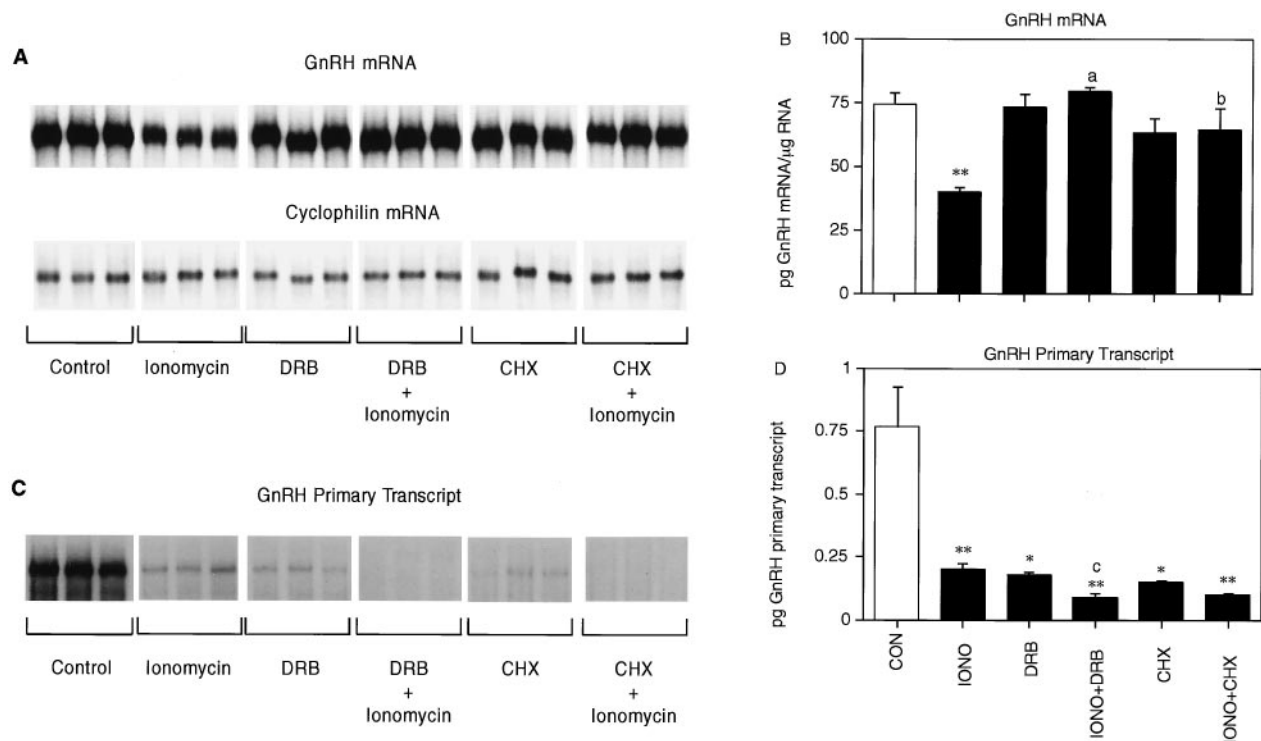 A
GnRH mRNA
Cyclophilin mRNA
Control Ionomycin DRB DRB + Ionomycin CHX CHX + Ionomycin
B
GnRH mRNA
pg GnRH mRNA/µg RNA
100
75
50
25
0
**
a
b
C
GnRH Primary Transcript
Control Ionomycin DRB DRB + Ionomycin CHX CHX + Ionomycin
D
GnRH Primary Transcript
pg GnRH primary transcript
1
0.75
0.5
0.25
0
** * c ** * **
CON IONO DRB IONO+DRB CHX IONO+CHX